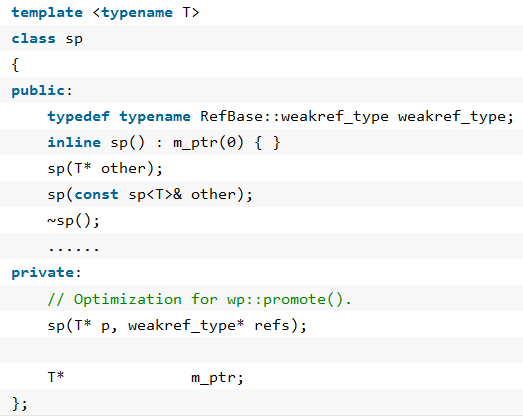 template <typename T>
class sp
{
public:
    typedef typename RefBase::weakref_type weakref_type;
    inline sp() : m_ptr(0) { }
    sp(T* other);
    sp(const sp<T>& other);
    ~sp();
    ......
private:
    // Optimization for wp::promote().
    sp(T* p, weakref_type* refs);
    T*              m_ptr;
};